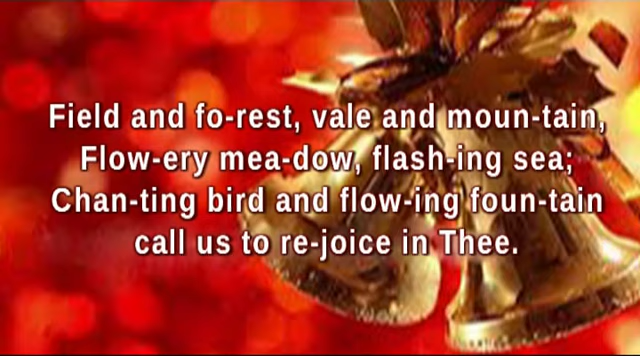 Field and fo-rest, vale and moun-tain,
Flow-ery mea-dow, flash-ing sea;
Chan-ting bird and flow-ing foun-tain
call us to re-joice in Thee.